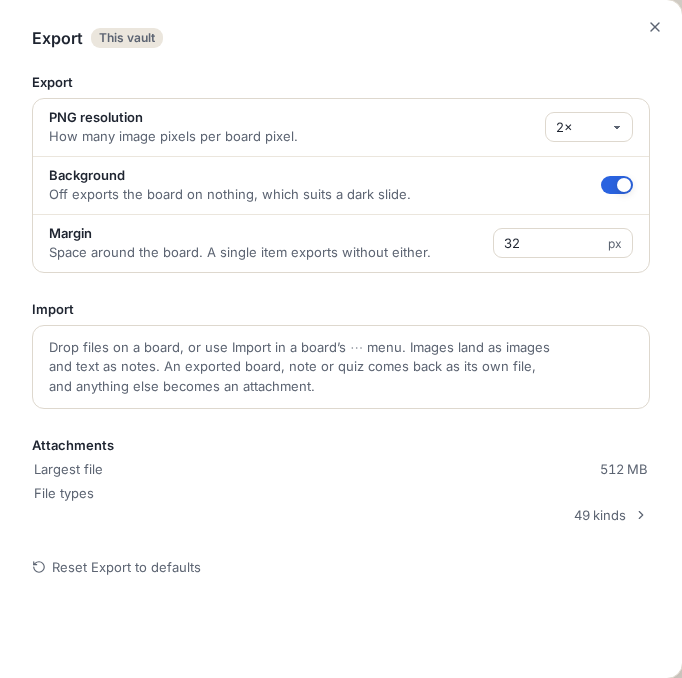 Export This vault
Export
PNG resolution
How many image pixels per board pixel.
2×
Background
Off exports the board on nothing, which suits a dark slide.
Margin
Space around the board. A single item exports without either.
32 px
Import
Drop files on a board, or use Import in a board’s ··· menu. Images land as images
and text as notes. An exported board, note or quiz comes back as its own file,
and anything else becomes an attachment.
Attachments
Largest file 512 MB
File types
49 kinds
Reset Export to defaults